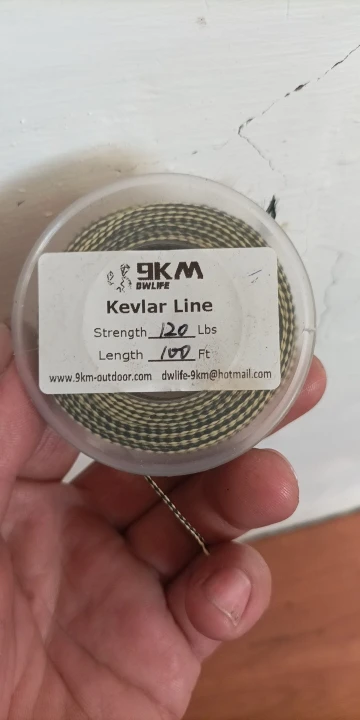 9KM
DWLIFE
Kevlar Line
Strength 120 Lbs
Length 100 Ft
www.9km-outdoor.com dwlife-9km@hotmail.com